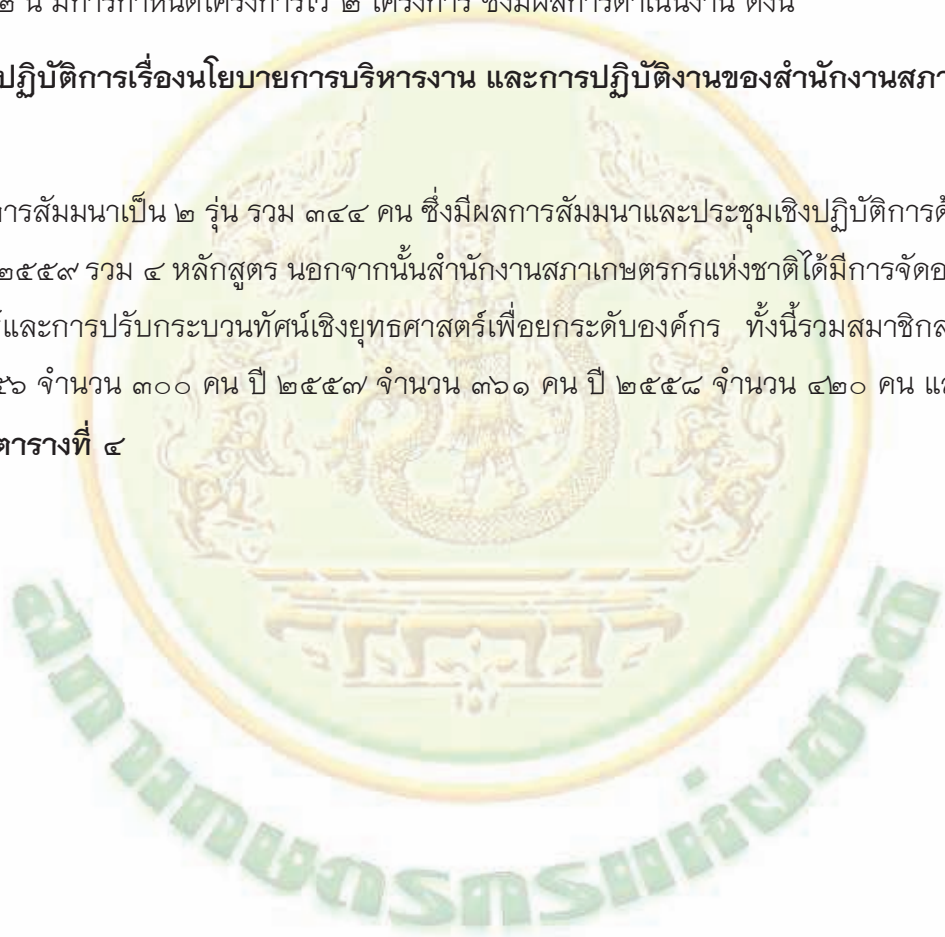 ๒ นี้ มีการกำหนดโครงการไว้ ๒ โครงการ ซึ่งมีผลการดำเนินงาน ดังนี้
ปฏิบัติการเรื่องนโยบายการบริหารงาน และการปฏิบัติงานของสำนักงานสภา
ารสัมมนาเป็น ๒ รุ่น รวม ๓๔๔ คน ซึ่งมีผลการสัมมนาและประชุมเชิงปฏิบัติการด้
๒๕๕๙ รวม ๔ หลักสูตร นอกจากนั้นสำนักงานสภาเกษตรกรแห่งชาติได้มีการจัดอ
และการปรับกระบวนทัศน์เชิงยุทธศาสตร์เพื่อยกระดับองค์กร ทั้งนี้รวมสมาชิกส
๕๖ จำนวน ๓๐๐ คน ปี ๒๕๕๗ จำนวน ๓๖๑ คน ปี ๒๕๕๘ จำนวน ๔๒๐ คน แล
ตารางที่ ๔
สภาเกษตรกรแห่งชาติ